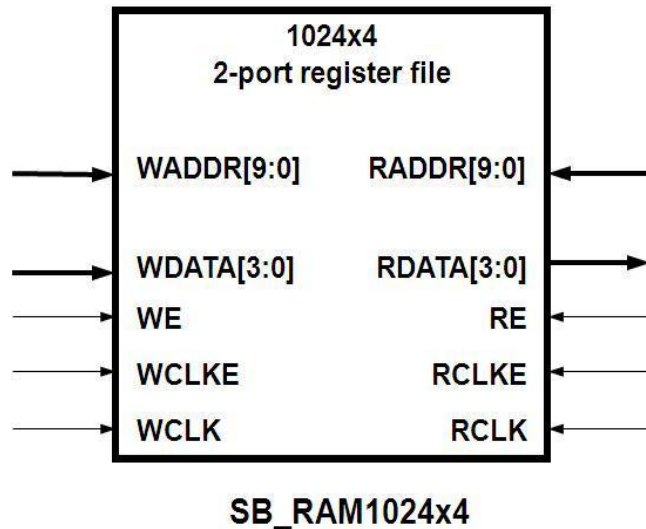 1024x4
2-port register file
WADDR[9:0] RADDR[9:0]
WDATA[3:0] RDATA[3:0]
WE RE
WCLKE RCLKE
WCLK RCLK
SB_RAM1024x4